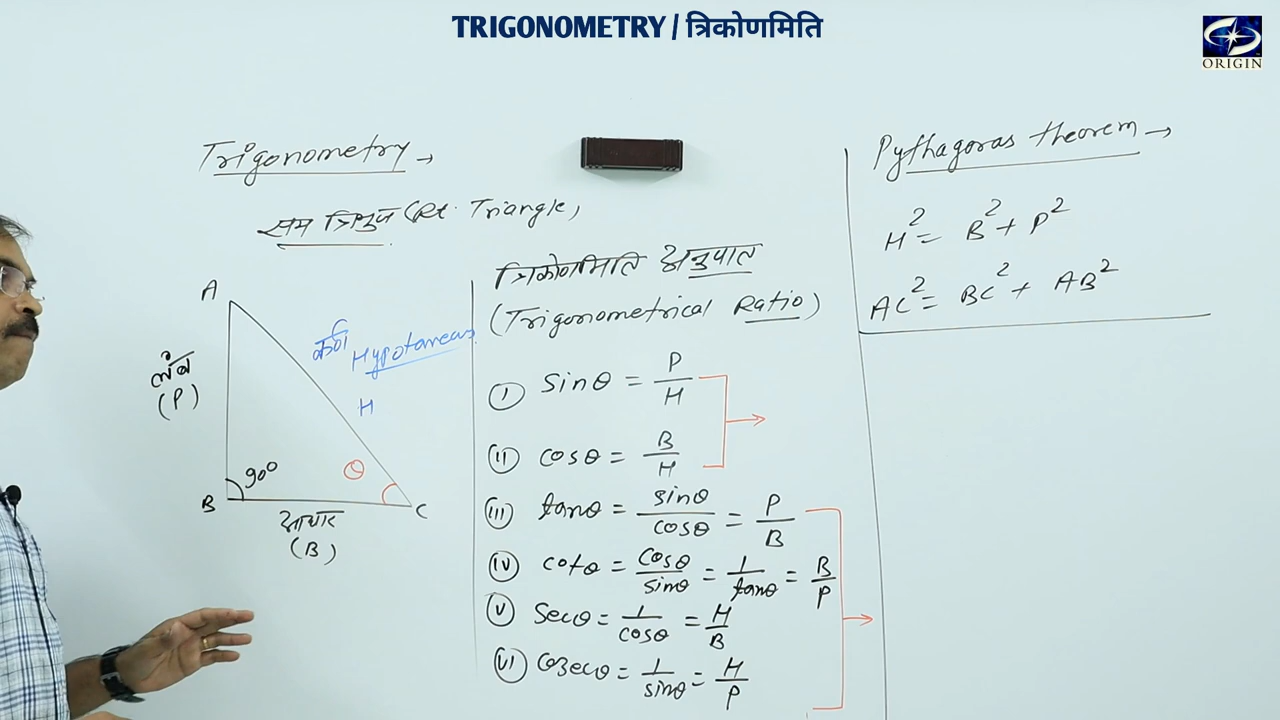 TRIGONOMETRY / त्रिकोणमिति
ORIGIN
Trigonometry →
सम त्रिभुज (Rt. Triangle,
A
लंब
(P)
कर्ण
Hypotaneas
H
90°
θ
B
C
आधार
(B)
त्रिकोणमिति अनुपात
(Trigonometrical Ratio)
(i) sinθ = P/H
(ii) cosθ = B/H
(iii) tanθ = sinθ/cosθ = P/B
(iv) cotθ = cosθ/sinθ = 1/tanθ = B/P
(v) secθ = 1/cosθ = H/B
(vi) cosecθ = 1/sinθ = H/P
Pythagoras theorem →
H² = B² + P²
AC² = BC² + AB²